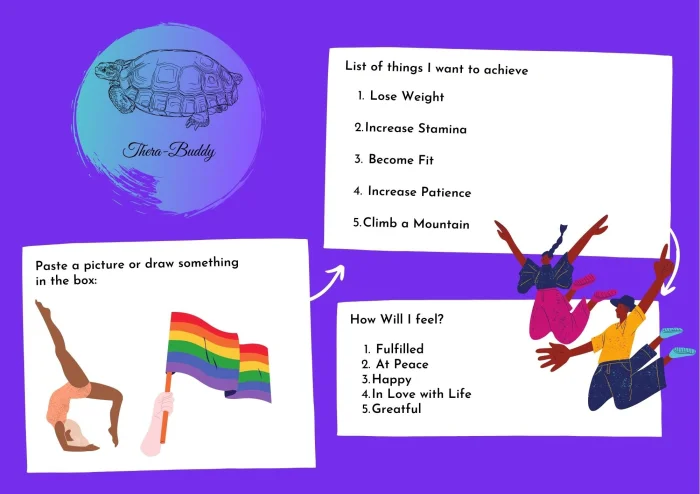 Thera-Buddy
List of things I want to achieve
1. Lose Weight
2.Increase Stamina
3. Become Fit
4. Increase Patience
5.Climb a Mountain
Paste a picture or draw something
in the box:
How Will I feel?
1. Fulfilled
2. At Peace
3.Happy
4.In Love with Life
5.Greatful